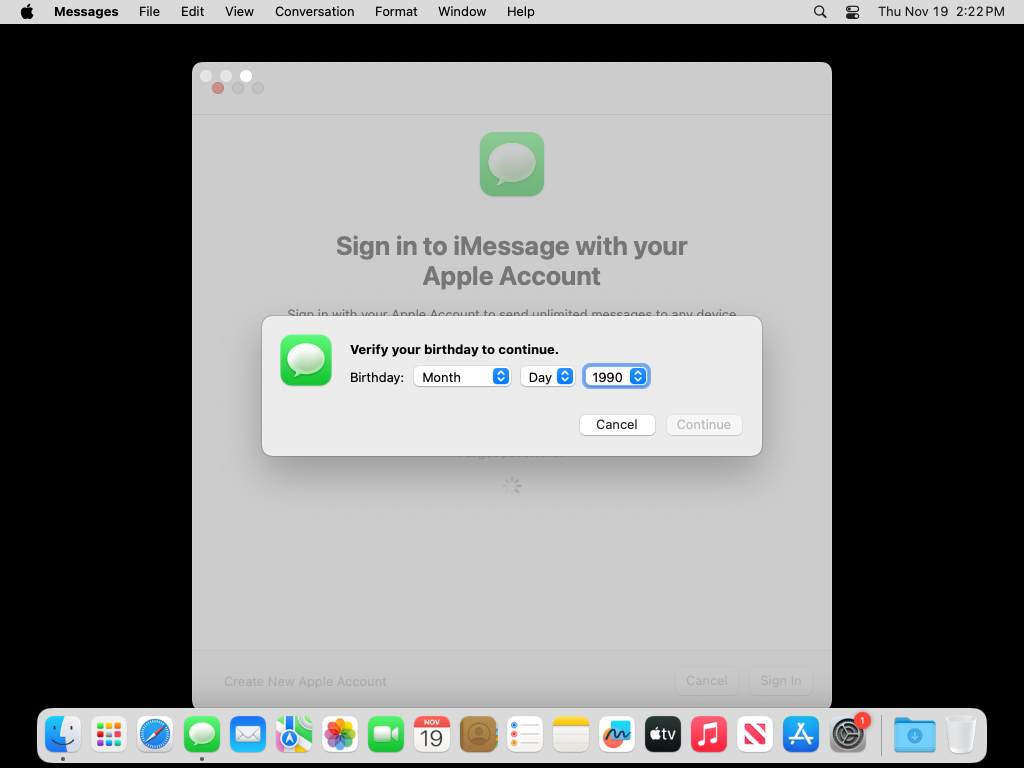 Messages File Edit View Conversation Format Window Help Thu Nov 19 2:22 PM
Sign in to iMessage with your
Apple Account
Sign in with your Apple Account to send unlimited messages to any device
Verify your birthday to continue.
Birthday: Month Day 1990
Cancel Continue
Create New Apple Account Cancel Sign In
NOV
19
tv
1